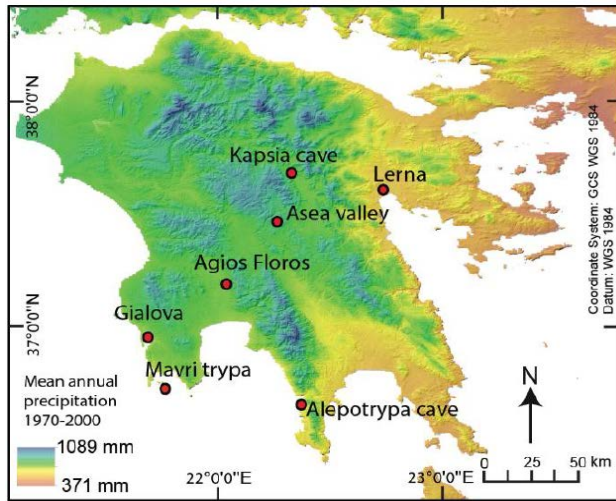 38°0'0"N
Kapsia cave
Lerna
Asea valley
Agios Floros
37°0'0"N
Gialova
Mavri trypa
Alepotrypa cave
Mean annual
precipitation
1970-2000
1089 mm
371 mm
22°0'0"E
23°0'0"E
N
0 25 50 km
Coordinate System: GCS WGS 1984
Datum: WGS 1984